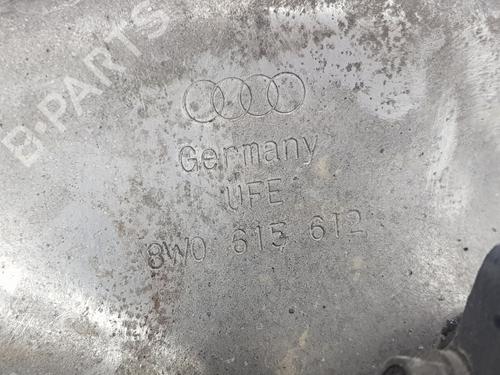 B-PARTS
Germany
UFE
8W0 615 612